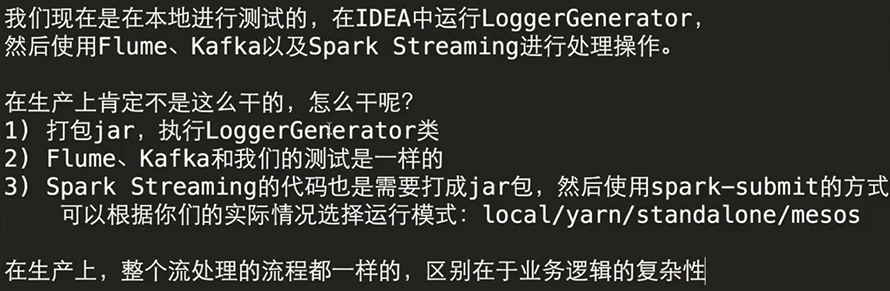 我们现在是在本地进行测试的，在IDEA中运行LoggerGenerator，
然后使用Flume、Kafka以及Spark Streaming进行处理操作。
在生产上肯定不是这么干的，怎么干呢？
1) 打包jar，执行LoggerGenerator类
2) Flume、Kafka和我们的测试是一样的
3) Spark Streaming的代码也是需要打成jar包，然后使用spark-submit的方式
可以根据你们的实际情况选择运行模式：local/yarn/standalone/mesos
在生产上，整个流处理的流程都一样的，区别在于业务逻辑的复杂性